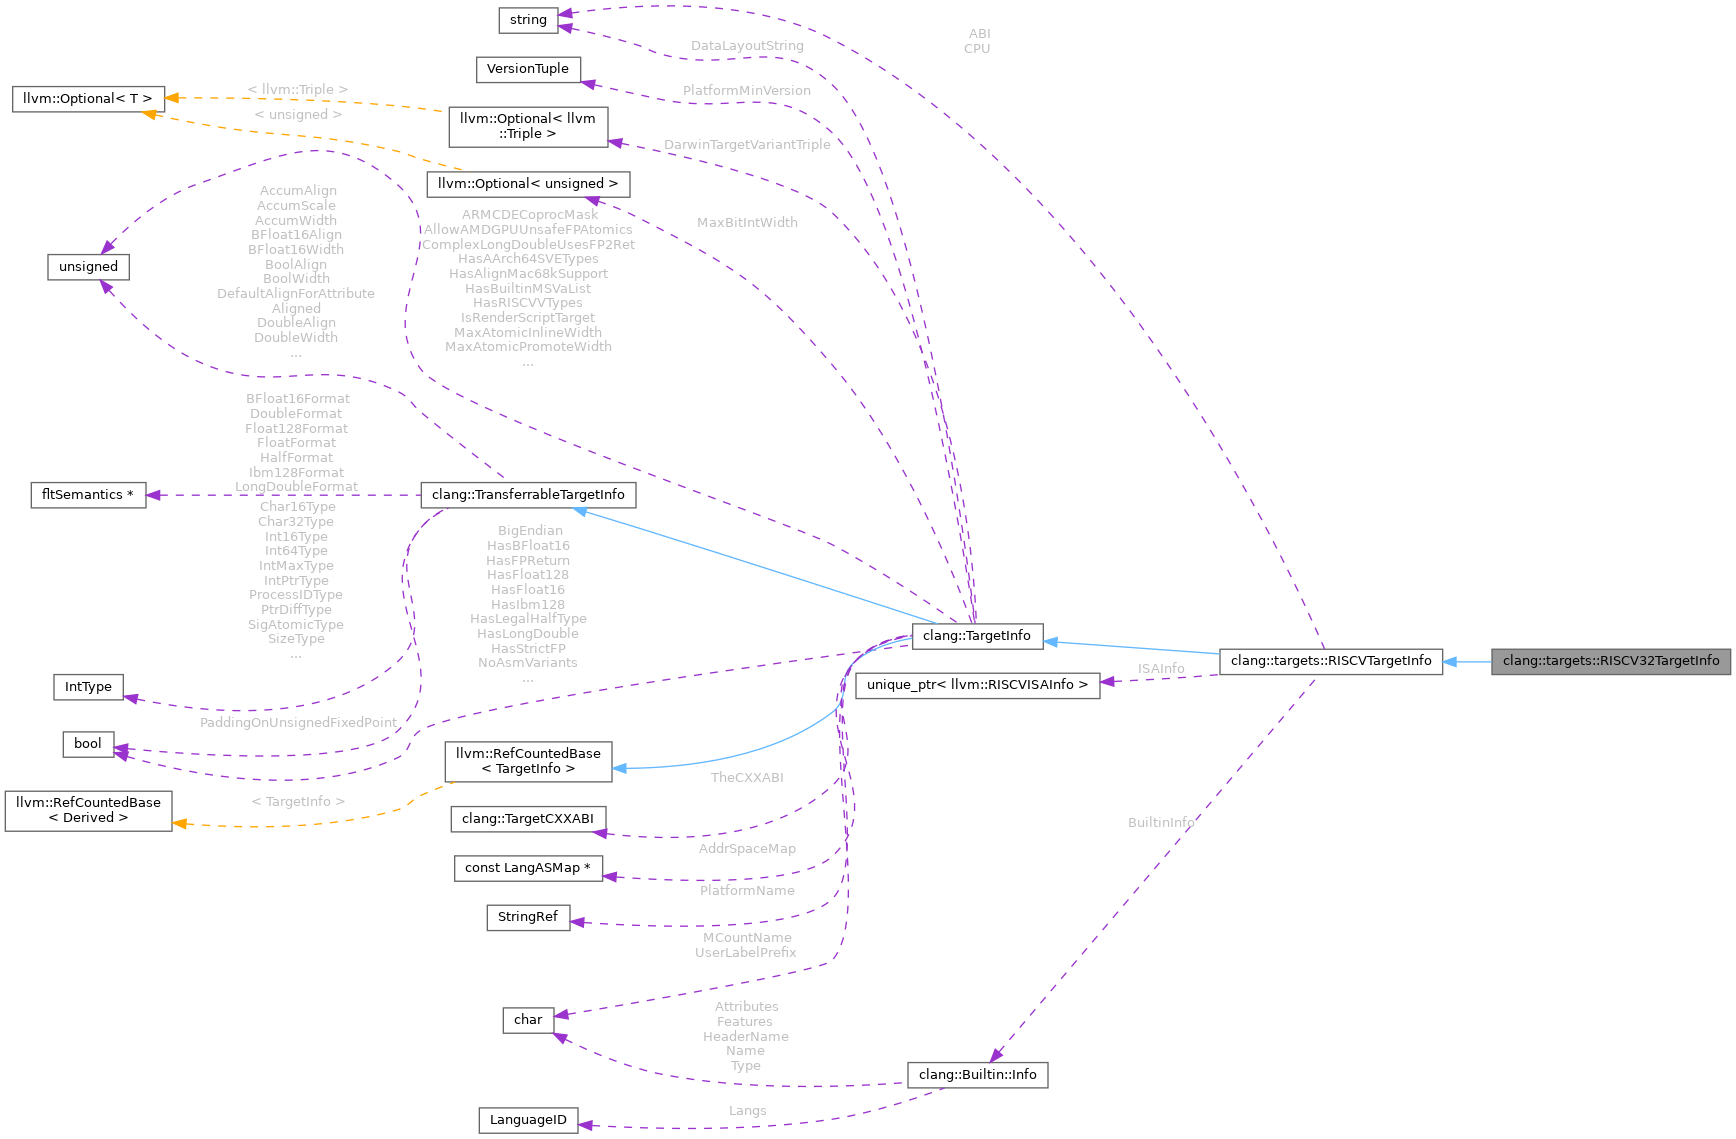 string
ABI
CPU
DataLayoutString
VersionTuple
PlatformMinVersion
llvm::Optional< T >
< llvm::Triple >
< unsigned >
llvm::Optional< llvm
::Triple >
DarwinTargetVariantTriple
llvm::Optional< unsigned >
MaxBitIntWidth
unsigned
AccumAlign
AccumScale
AccumWidth
BFloat16Align
BFloat16Width
BoolAlign
BoolWidth
DefaultAlignForAttribute
Aligned
DoubleAlign
DoubleWidth
...
ARMCDECoprocMask
AllowAMDGPUUnsafeFPAtomics
ComplexLongDoubleUsesFP2Ret
HasAArch64SVETypes
HasAlignMac68kSupport
HasBuiltinMSVaList
HasRISCVVTypes
IsRenderScriptTarget
MaxAtomicInlineWidth
MaxAtomicPromoteWidth
...
BFloat16Format
DoubleFormat
Float128Format
FloatFormat
HalfFormat
Ibm128Format
LongDoubleFormat
fltSemantics *
clang::TransferrableTargetInfo
Char16Type
Char32Type
Int16Type
Int64Type
IntMaxType
IntPtrType
ProcessIDType
PtrDiffType
SigAtomicType
SizeType
...
BigEndian
HasBFloat16
HasFPReturn
HasFloat128
HasFloat16
HasIbm128
HasLegalHalfType
HasLongDouble
HasStrictFP
NoAsmVariants
...
clang::TargetInfo
clang::targets::RISCVTargetInfo
clang::targets::RISCV32TargetInfo
ISAInfo
unique_ptr< llvm::RISCVISAInfo >
IntType
PaddingOnUnsignedFixedPoint
bool
llvm::RefCountedBase
< TargetInfo >
TheCXXABI
llvm::RefCountedBase
< Derived >
< TargetInfo >
clang::TargetCXXABI
BuiltinInfo
AddrSpaceMap
const LangASMap *
PlatformName
StringRef
MCountName
UserLabelPrefix
char
Attributes
Features
HeaderName
Name
Type
clang::Builtin::Info
Langs
LanguageID